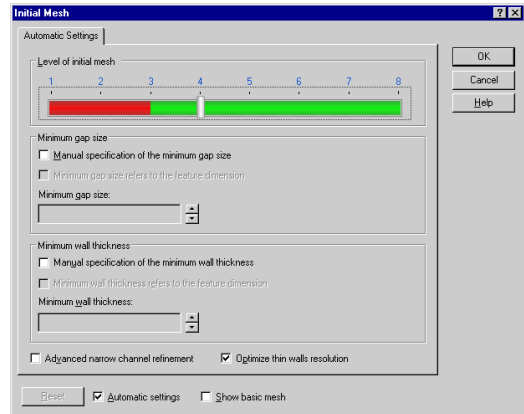 Initial Mesh
Automatic Settings
Level of initial mesh
1 2 3 4 5 6 7 8
Minimum gap size
Manual specification of the minimum gap size
Minimum gap size refers to the feature dimension
Minimum gap size:
Minimum wall thickness
Manual specification of the minimum wall thickness
Minimum wall thickness refers to the feature dimension
Minimum wall thickness:
Advanced narrow channel refinement Optimize thin walls resolution
Reset Automatic settings Show basic mesh
OK
Cancel
Help